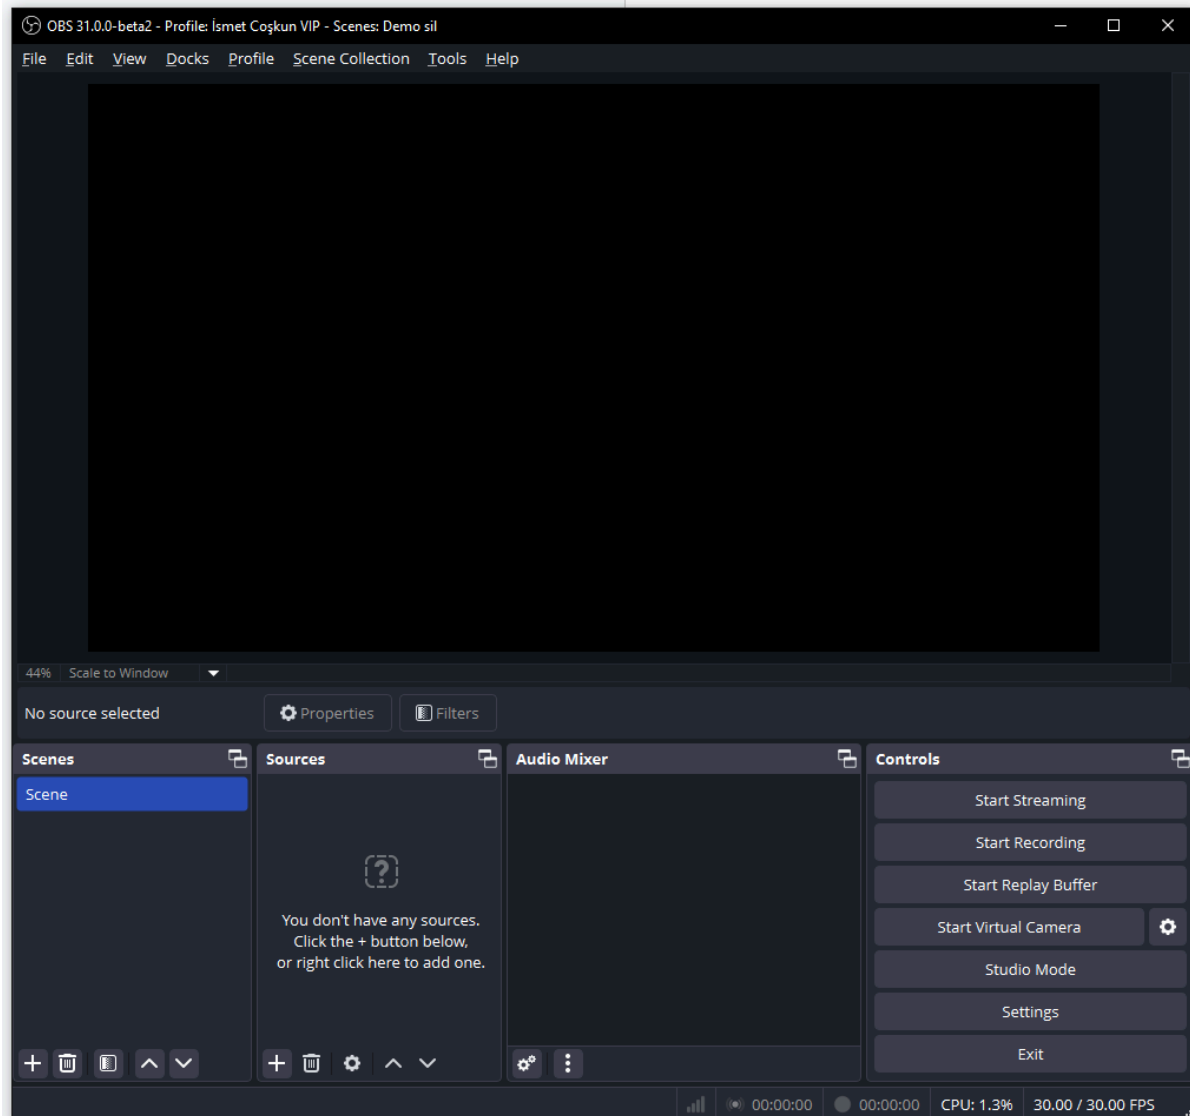 OBS 31.0.0-beta2 - Profile: İsmet Coşkun VIP - Scenes: Demo sil
File Edit View Docks Profile Scene Collection Tools Help
44% Scale to Window
No source selected Properties Filters
Scenes
Scene
Sources
You don't have any sources.
Click the + button below,
or right click here to add one.
Audio Mixer
Controls
Start Streaming
Start Recording
Start Replay Buffer
Start Virtual Camera
Studio Mode
Settings
Exit
00:00:00 00:00:00 CPU: 1.3% 30.00 / 30.00 FPS